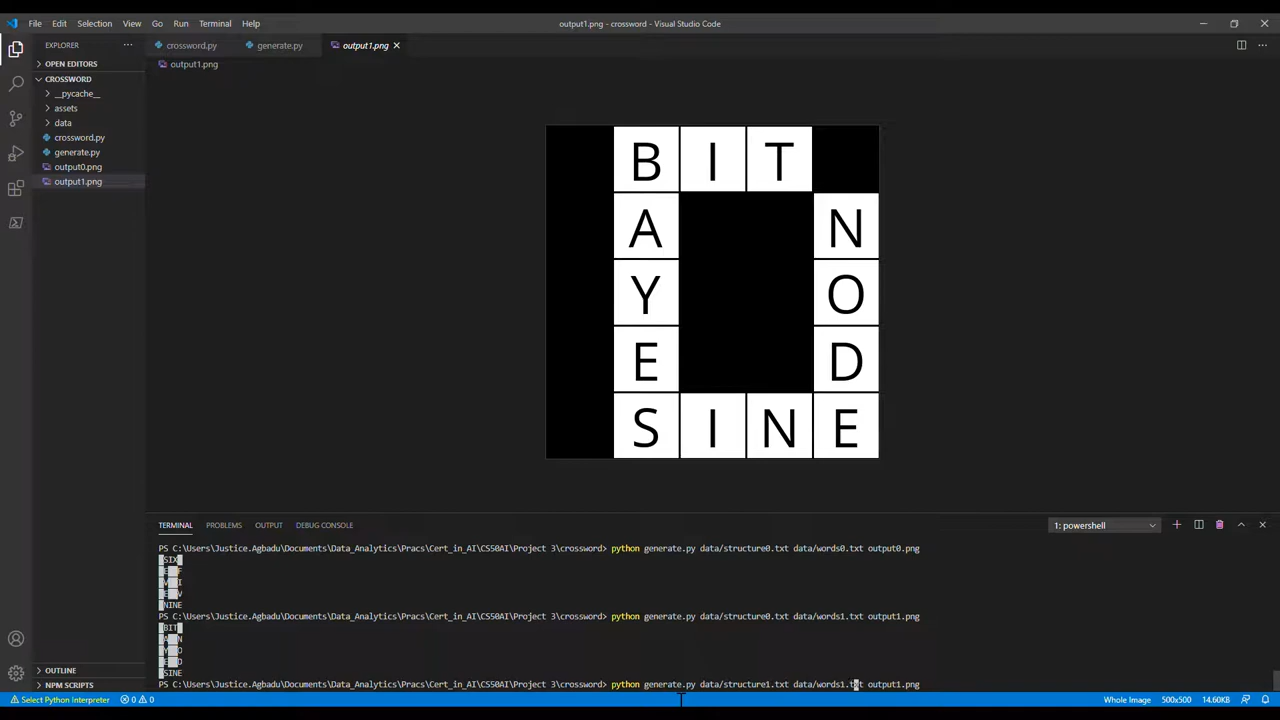 File Edit Selection View Go Run Terminal Help output1.png - crossword - Visual Studio Code
EXPLORER
OPEN EDITORS
CROSSWORD
__pycache__
assets
data
crossword.py
generate.py
output0.png
output1.png
OUTLINE
NPM SCRIPTS
crossword.py generate.py output1.png
output1.png
B I T
A N
Y O
E D
S I N E
TERMINAL PROBLEMS OUTPUT DEBUG CONSOLE 1: powershell
PS C:\Users\Justice.Agbadu\Documents\Data_Analytics\Pracs\Cert_in_AI\CS50AI\Project 3\crossword> python generate.py data/structure0.txt data/words0.txt output0.png
SIX
E F
V I
E V
NINE
PS C:\Users\Justice.Agbadu\Documents\Data_Analytics\Pracs\Cert_in_AI\CS50AI\Project 3\crossword> python generate.py data/structure0.txt data/words1.txt output1.png
BIT
A N
Y O
E D
SINE
PS C:\Users\Justice.Agbadu\Documents\Data_Analytics\Pracs\Cert_in_AI\CS50AI\Project 3\crossword> python generate.py data/structure1.txt data/words1.txt output1.png
Select Python Interpreter 0 0 Whole Image 500x500 14.60KB